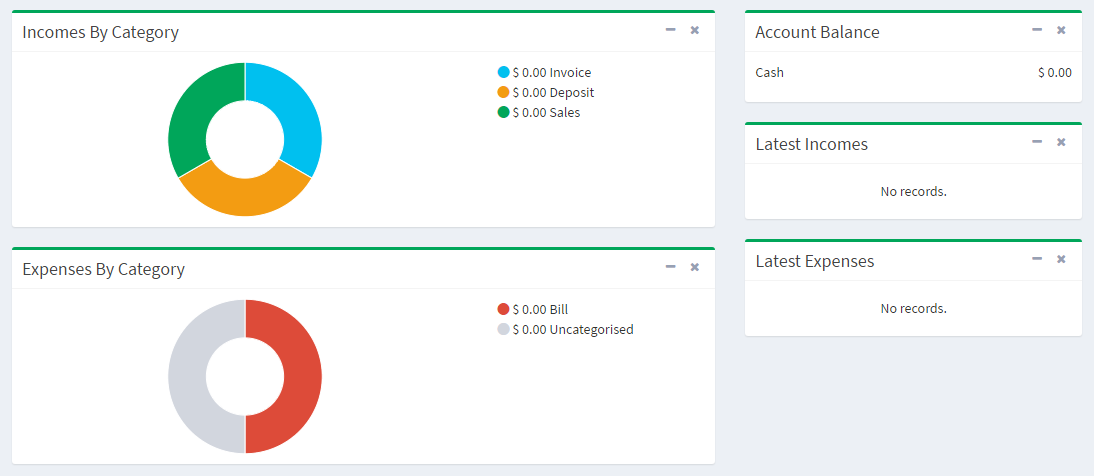 Incomes By Category
$ 0.00 Invoice
$ 0.00 Deposit
$ 0.00 Sales
Expenses By Category
$ 0.00 Bill
$ 0.00 Uncategorised
Account Balance
Cash $ 0.00
Latest Incomes
No records.
Latest Expenses
No records.